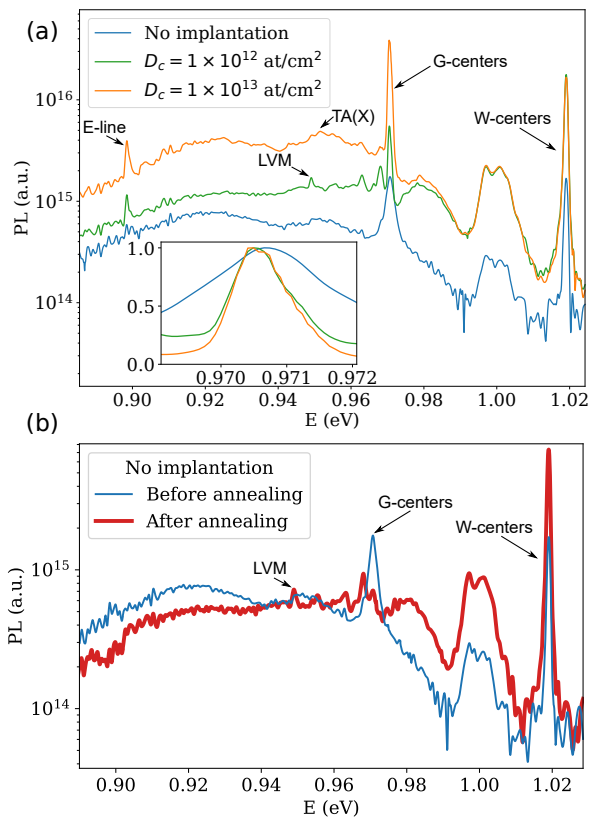 (a)
No implantation
D_c = 1 × 10^12 at/cm^2
D_c = 1 × 10^13 at/cm^2
G-centers
TA(X)
E-line
W-centers
LVM
10^16
10^15
10^14
PL (a.u.)
1.0
0.5
0.0
0.970 0.971 0.972
0.90 0.92 0.94 0.96 0.98 1.00 1.02
E (eV)
(b)
No implantation
Before annealing
After annealing
G-centers
W-centers
LVM
10^15
10^14
PL (a.u.)
0.90 0.92 0.94 0.96 0.98 1.00 1.02
E (eV)